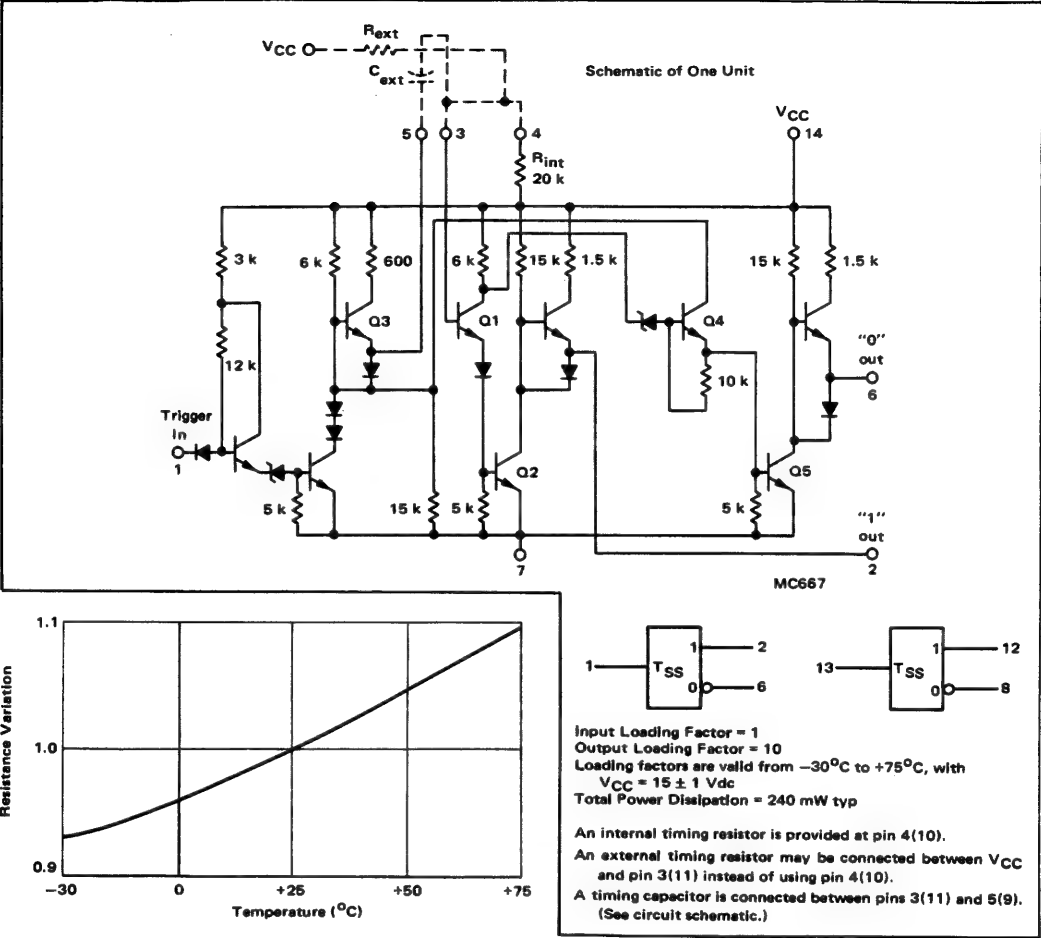 Rext
VCC
Cext
Schematic of One Unit
VCC
5 3 4 14
Rint
20 k
3 k 6 k 600 6 k 15 k 1.5 k 15 k 1.5 k
Q3 Q1 Q4
"0"
out
12 k 10 k 6
Trigger
In
1 Q2 Q5
5 k 15 k 5 k 5 k
"1"
out
7 2
MC667
1.1
1.0
0.9
-30 0 +25 +50 +75
Temperature (°C)
Resistance Variation
1 TSS 1 2
0 6
13 TSS 1 12
0 8
Input Loading Factor = 1
Output Loading Factor = 10
Loading factors are valid from −30°C to +75°C, with
VCC = 15 ± 1 Vdc
Total Power Dissipation = 240 mW typ
An internal timing resistor is provided at pin 4(10).
An external timing resistor may be connected between VCC
and pin 3(11) instead of using pin 4(10).
A timing capacitor is connected between pins 3(11) and 5(9).
(See circuit schematic.)